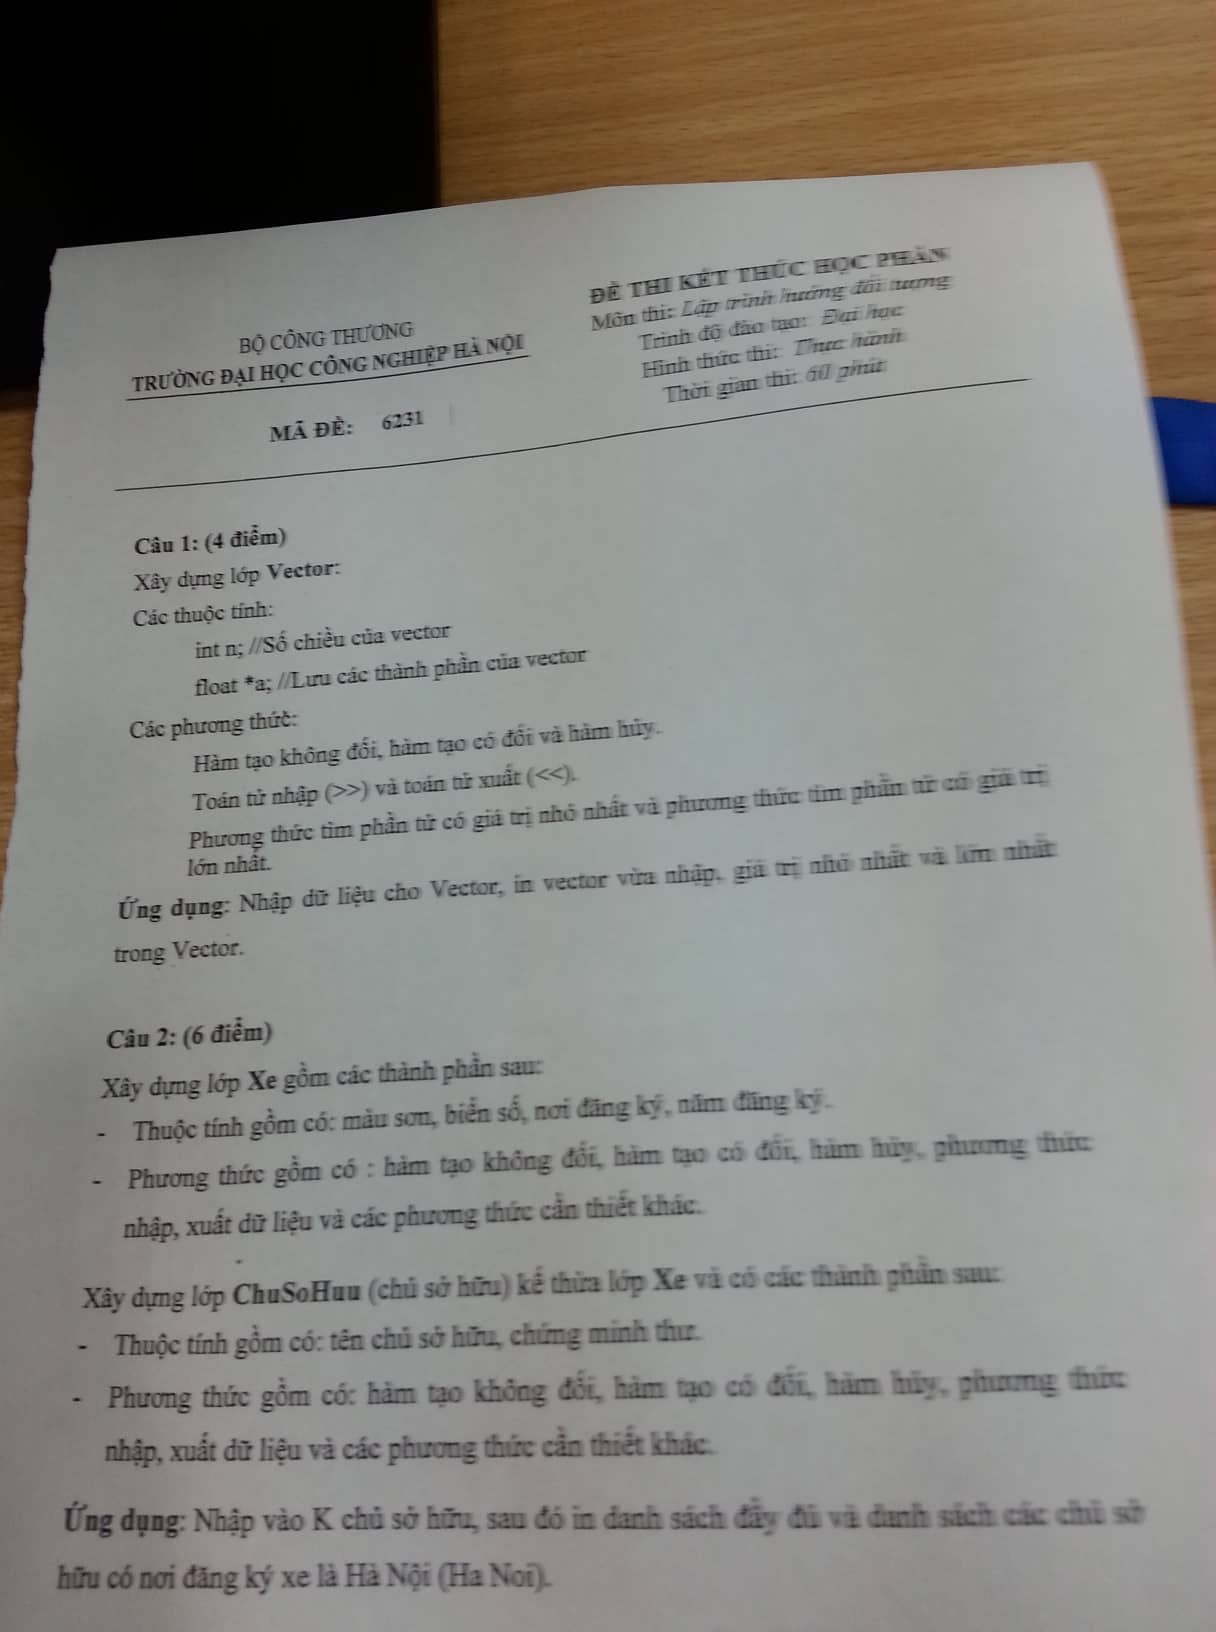 BỘ CÔNG THƯƠNG
TRƯỜNG ĐẠI HỌC CÔNG NGHIỆP HÀ NỘI
MÃ ĐỀ: 6231
ĐỀ THI KẾT THÚC HỌC PHẦN
Môn thi: Lập trình hướng đối tượng
Trình độ đào tạo: Đại học
Hình thức thi: Thực hành
Thời gian thi: 60 phút
Câu 1: (4 điểm)
Xây dựng lớp Vector:
Các thuộc tính:
int n; //Số chiều của vector
float *a; //Lưu các thành phần của vector
Các phương thức:
Hàm tạo không đối, hàm tạo có đối và hàm hủy.
Toán tử nhập (>>) và toán tử xuất (<<).
Phương thức tìm phần tử có giá trị nhỏ nhất và phương thức tìm phần tử có giá trị
lớn nhất.
Ứng dụng: Nhập dữ liệu cho Vector, in vector vừa nhập, giá trị nhỏ nhất và lớn nhất
trong Vector.
Câu 2: (6 điểm)
Xây dựng lớp Xe gồm các thành phần sau:
- Thuộc tính gồm có: màu sơn, biển số, nơi đăng ký, năm đăng ký.
- Phương thức gồm có : hàm tạo không đối, hàm tạo có đối, hàm hủy, phương thức
nhập, xuất dữ liệu và các phương thức cần thiết khác.
Xây dựng lớp ChuSoHuu (chủ sở hữu) kế thừa lớp Xe và có các thành phần sau:
- Thuộc tính gồm có: tên chủ sở hữu, chứng minh thư.
- Phương thức gồm có: hàm tạo không đối, hàm tạo có đối, hàm hủy, phương thức
nhập, xuất dữ liệu và các phương thức cần thiết khác.
Ứng dụng: Nhập vào K chủ sở hữu, sau đó in danh sách đầy đủ và danh sách các chủ sở
hữu có nơi đăng ký xe là Hà Nội (Ha Noi).